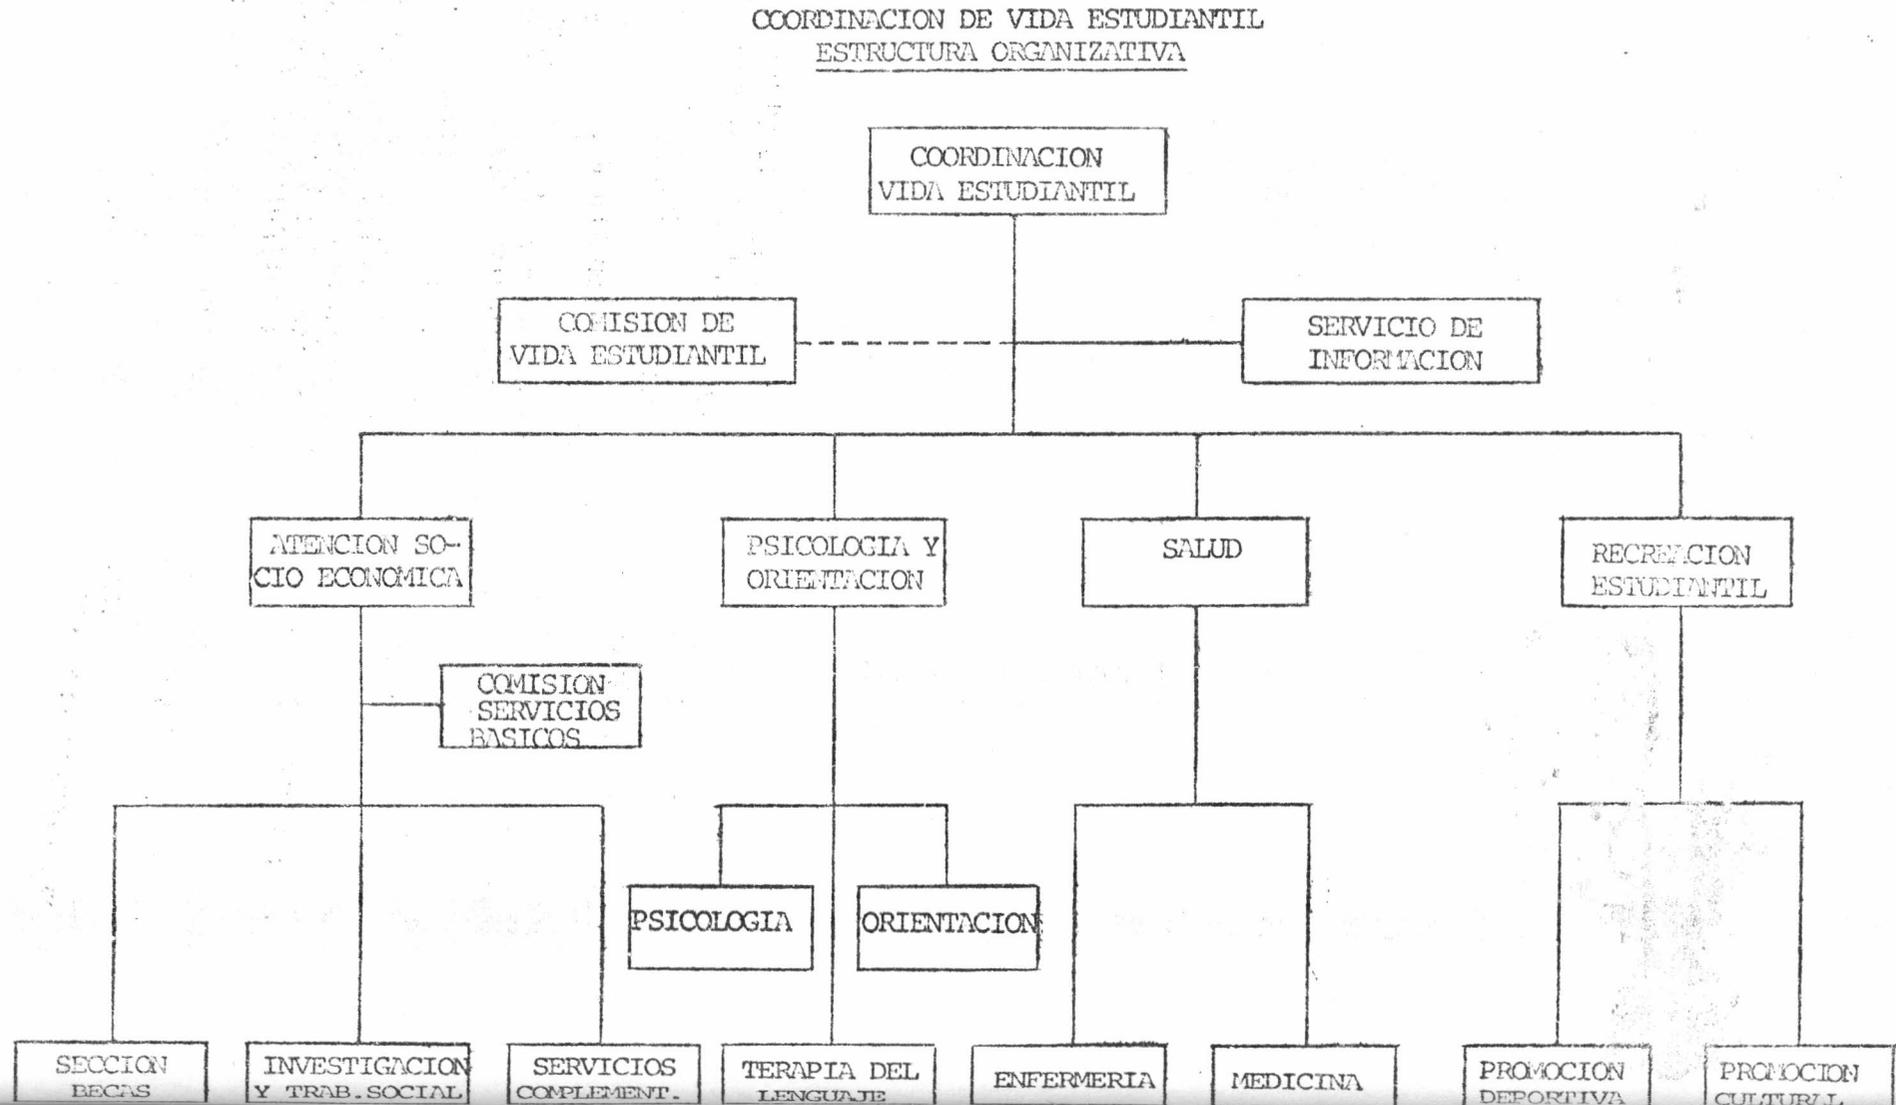 COORDINACION DE VIDA ESTUDIANTIL
ESTRUCTURA ORGANIZATIVA
COORDINACION
VIDA ESTUDIANTIL
COMISION DE
VIDA ESTUDIANTIL
SERVICIO DE
INFORMACION
ATENCION SO-
CIO ECONOMICA
PSICOLOGIA Y
ORIENTACION
SALUD
RECREACION
ESTUDIANTIL
COMISION
SERVICIOS
BASICOS
PSICOLOGIA
ORIENTACION
SECCION
BECAS
INVESTIGACION
Y TRAB.SOCIAL
SERVICIOS
COMPLEMENT.
TERAPIA DEL
LENGUAJE
ENFERMERIA
MEDICINA
PROMOCION
DEPORTIVA
PROMOCION
CULTURAL